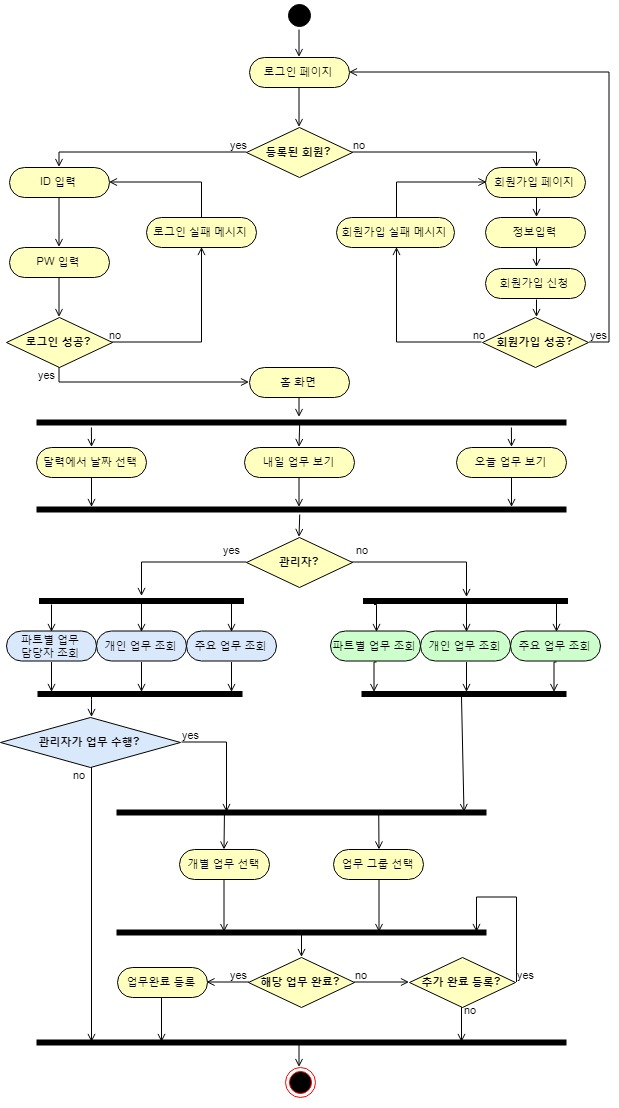 로그인 페이지
yes
등록된 회원?
no
ID 입력
회원가입 페이지
로그인 실패 메시지
회원가입 실패 메시지
정보입력
PW 입력
회원가입 신청
로그인 성공?
no
no
회원가입 성공?
yes
yes
홈 화면
달력에서 날짜 선택
내일 업무 보기
오늘 업무 보기
yes
관리자?
no
파트별 업무
담당자 조회
개인 업무 조회
주요 업무 조회
파트별 업무 조회
개인 업무 조회
주요 업무 조회
관리자가 업무 수행?
yes
no
개별 업무 선택
업무 그룹 선택
업무완료 등록
yes
해당 업무 완료?
no
추가 완료 등록?
yes
no